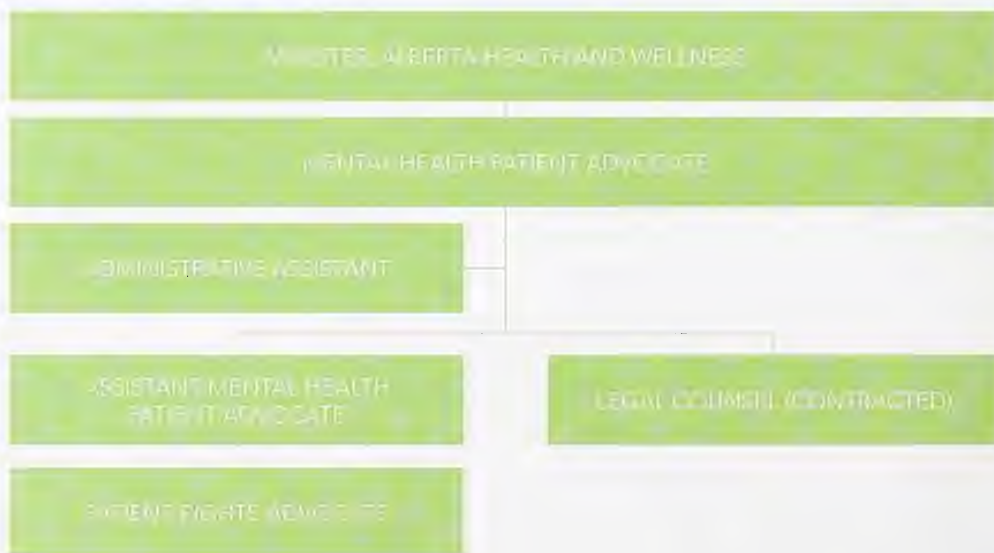 MINISTER, ALBERTA HEALTH AND WELLNESS
MENTAL HEALTH PATIENT ADVOCATE
ADMINISTRATIVE ASSISTANT
ASSISTANT MENTAL HEALTH
PATIENT ADVOCATE
LEGAL COUNSEL (CONTRACTED)
PATIENT RIGHTS ADVOCATE